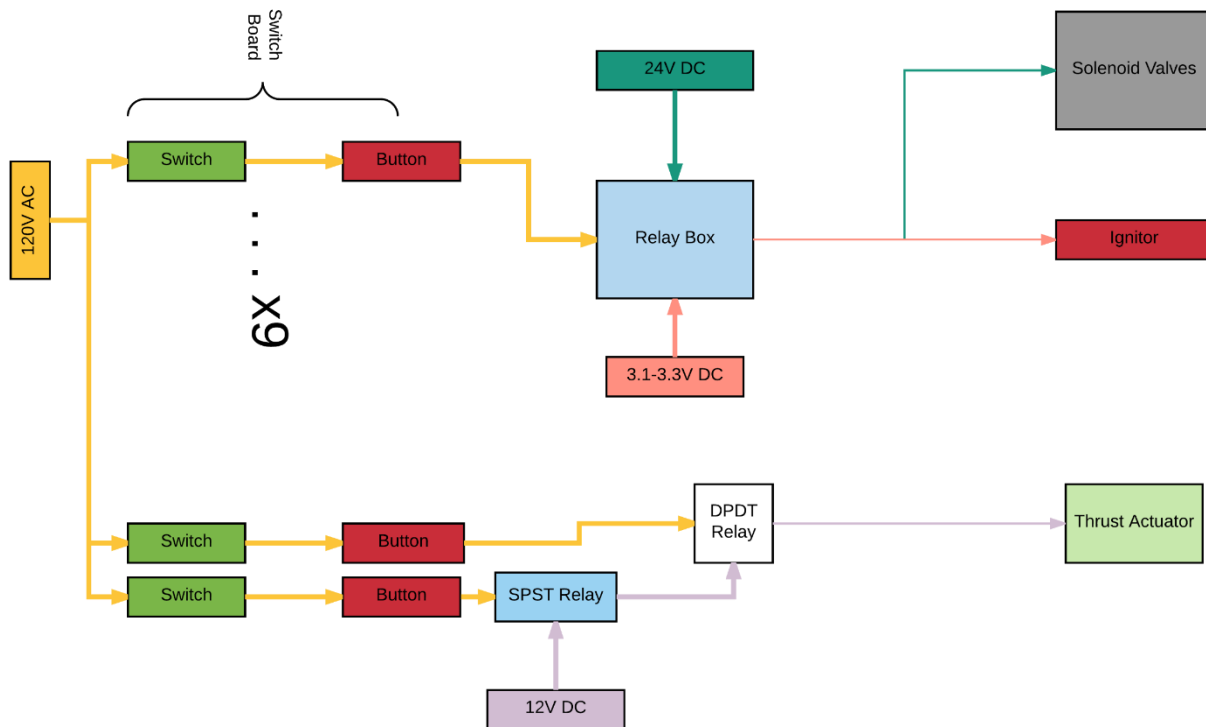 Switch
Board
24V DC
Solenoid Valves
120V AC
Switch
Button
Relay Box
Ignitor
. . . x6
3.1-3.3V DC
Switch
Button
DPDT
Relay
Thrust Actuator
Switch
Button
SPST Relay
12V DC